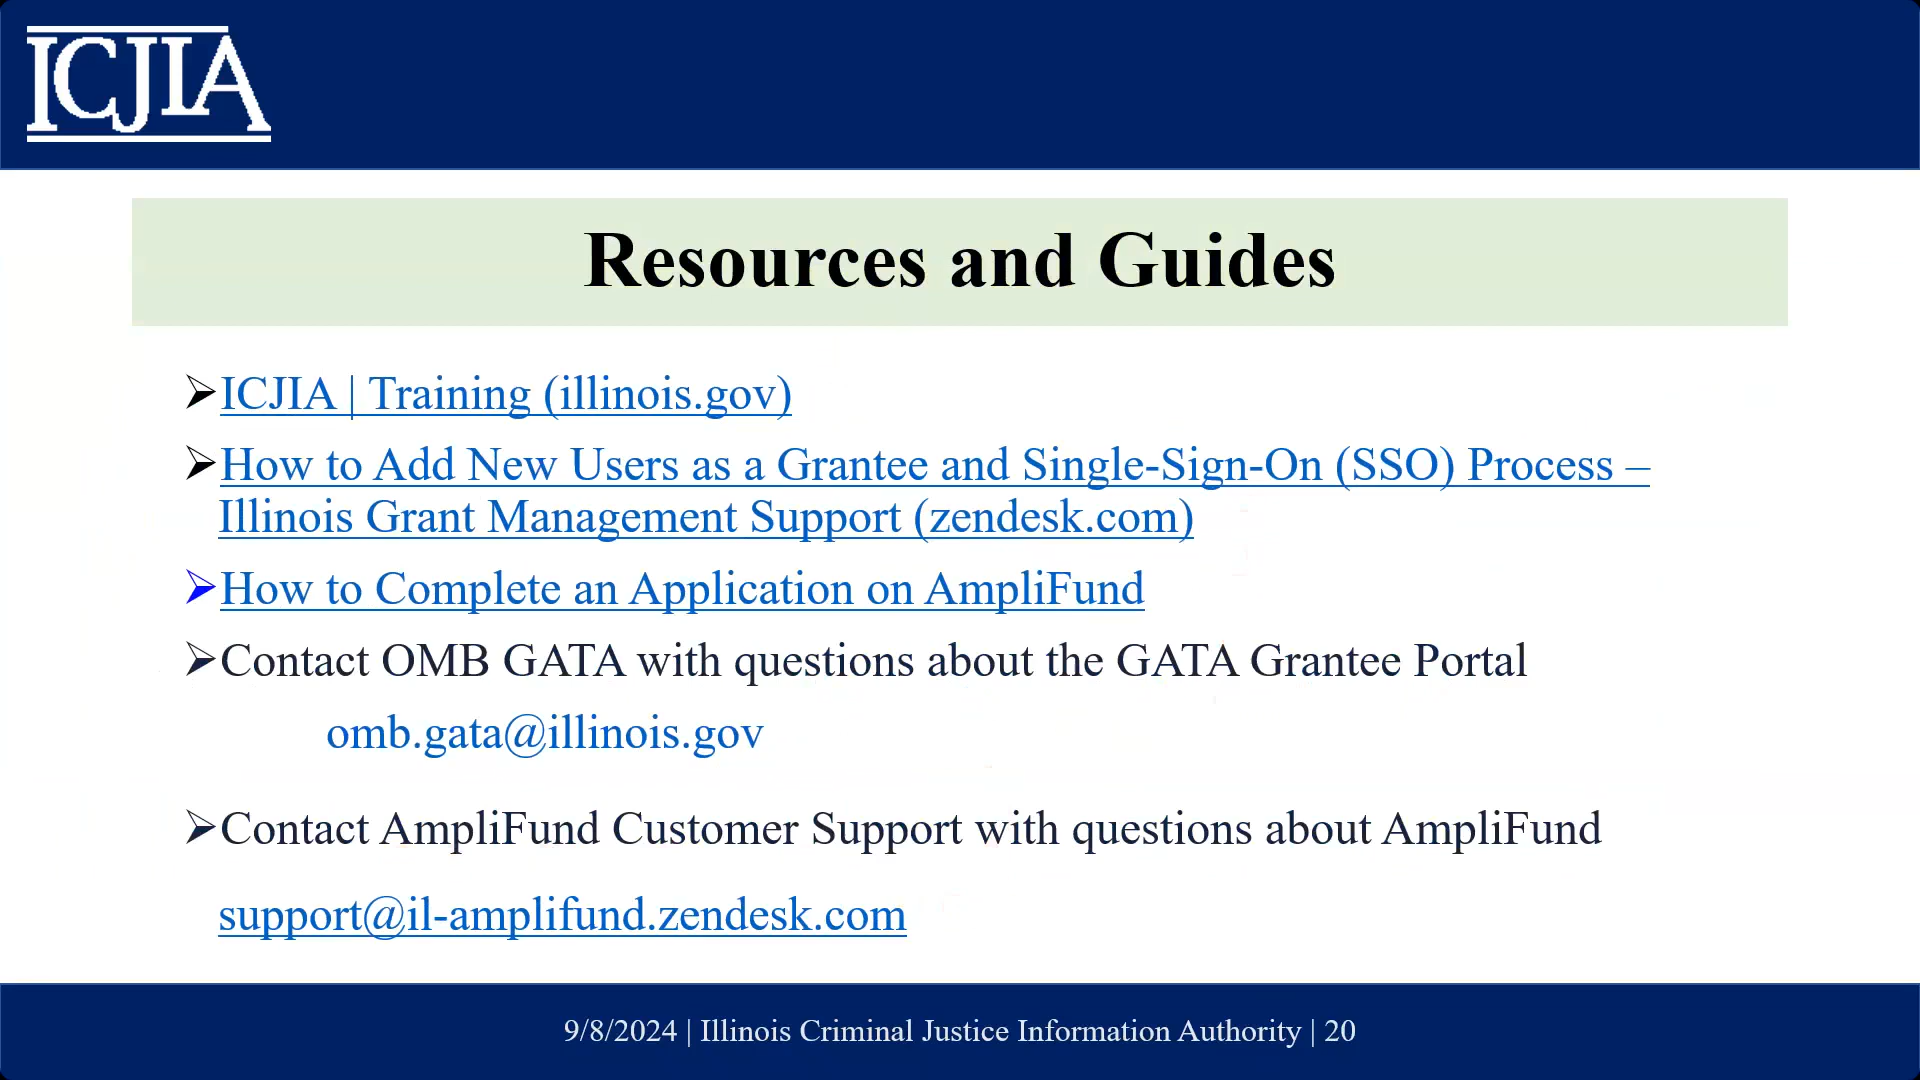 ICJIA
Resources and Guides
➢ICJIA | Training (illinois.gov)
➢How to Add New Users as a Grantee and Single-Sign-On (SSO) Process –
Illinois Grant Management Support (zendesk.com)
➢How to Complete an Application on AmpliFund
➢Contact OMB GATA with questions about the GATA Grantee Portal
omb.gata@illinois.gov
➢Contact AmpliFund Customer Support with questions about AmpliFund
support@il-amplifund.zendesk.com
9/8/2024 | Illinois Criminal Justice Information Authority | 20